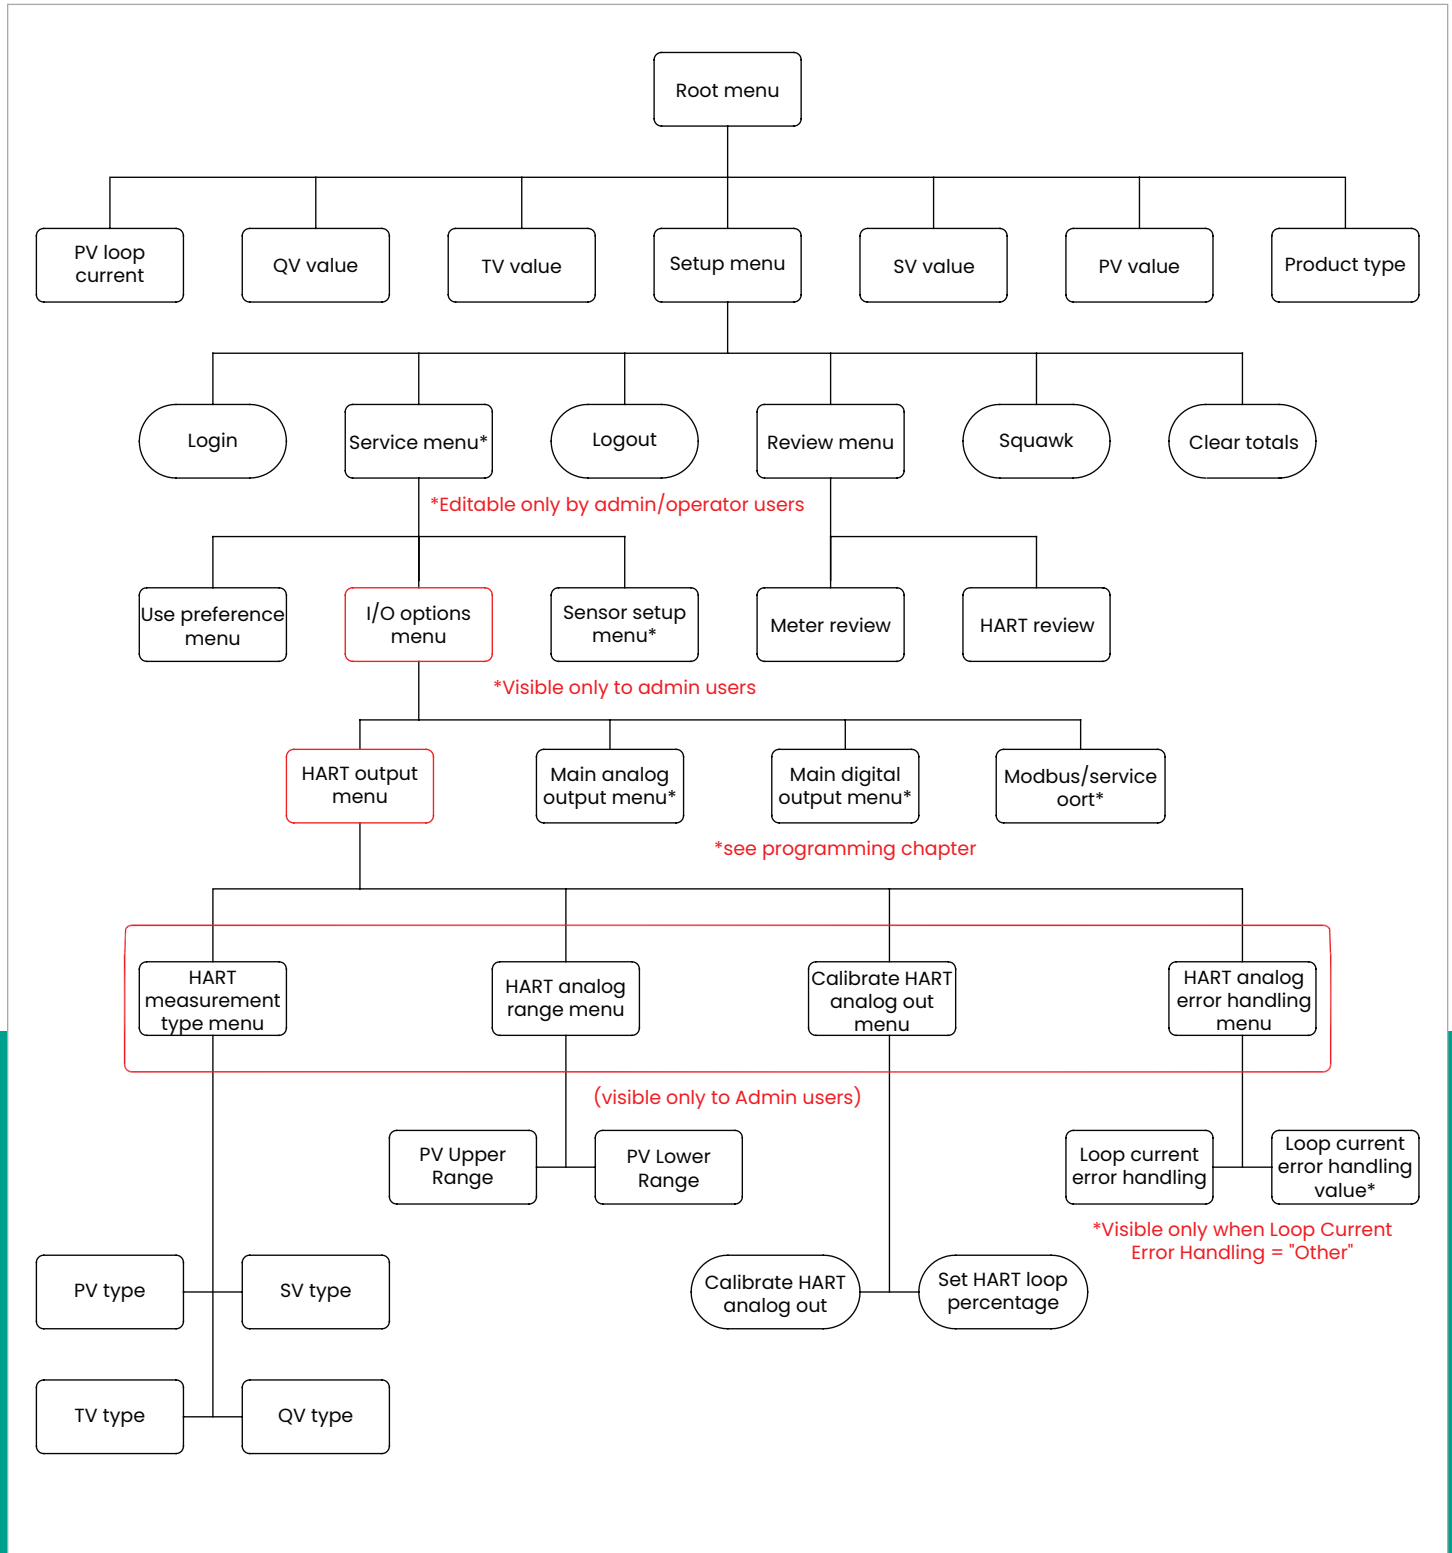 Root menu
PV loop
current
QV value
TV value
Setup menu
SV value
PV value
Product type
Login
Service menu*
Logout
Review menu
Squawk
Clear totals
*Editable only by admin/operator users
Use preference
menu
I/O options
menu
Sensor setup
menu*
Meter review
HART review
*Visible only to admin users
HART output
menu
Main analog
output menu*
Main digital
output menu*
Modbus/service
oort*
*see programming chapter
HART
measurement
type menu
HART analog
range menu
Calibrate HART
analog out
menu
HART analog
error handling
menu
(visible only to Admin users)
PV Upper
Range
PV Lower
Range
Loop current
error handling
Loop current
error handling
value*
*Visible only when Loop Current
Error Handling = "Other"
PV type
SV type
Calibrate HART
analog out
Set HART loop
percentage
TV type
QV type